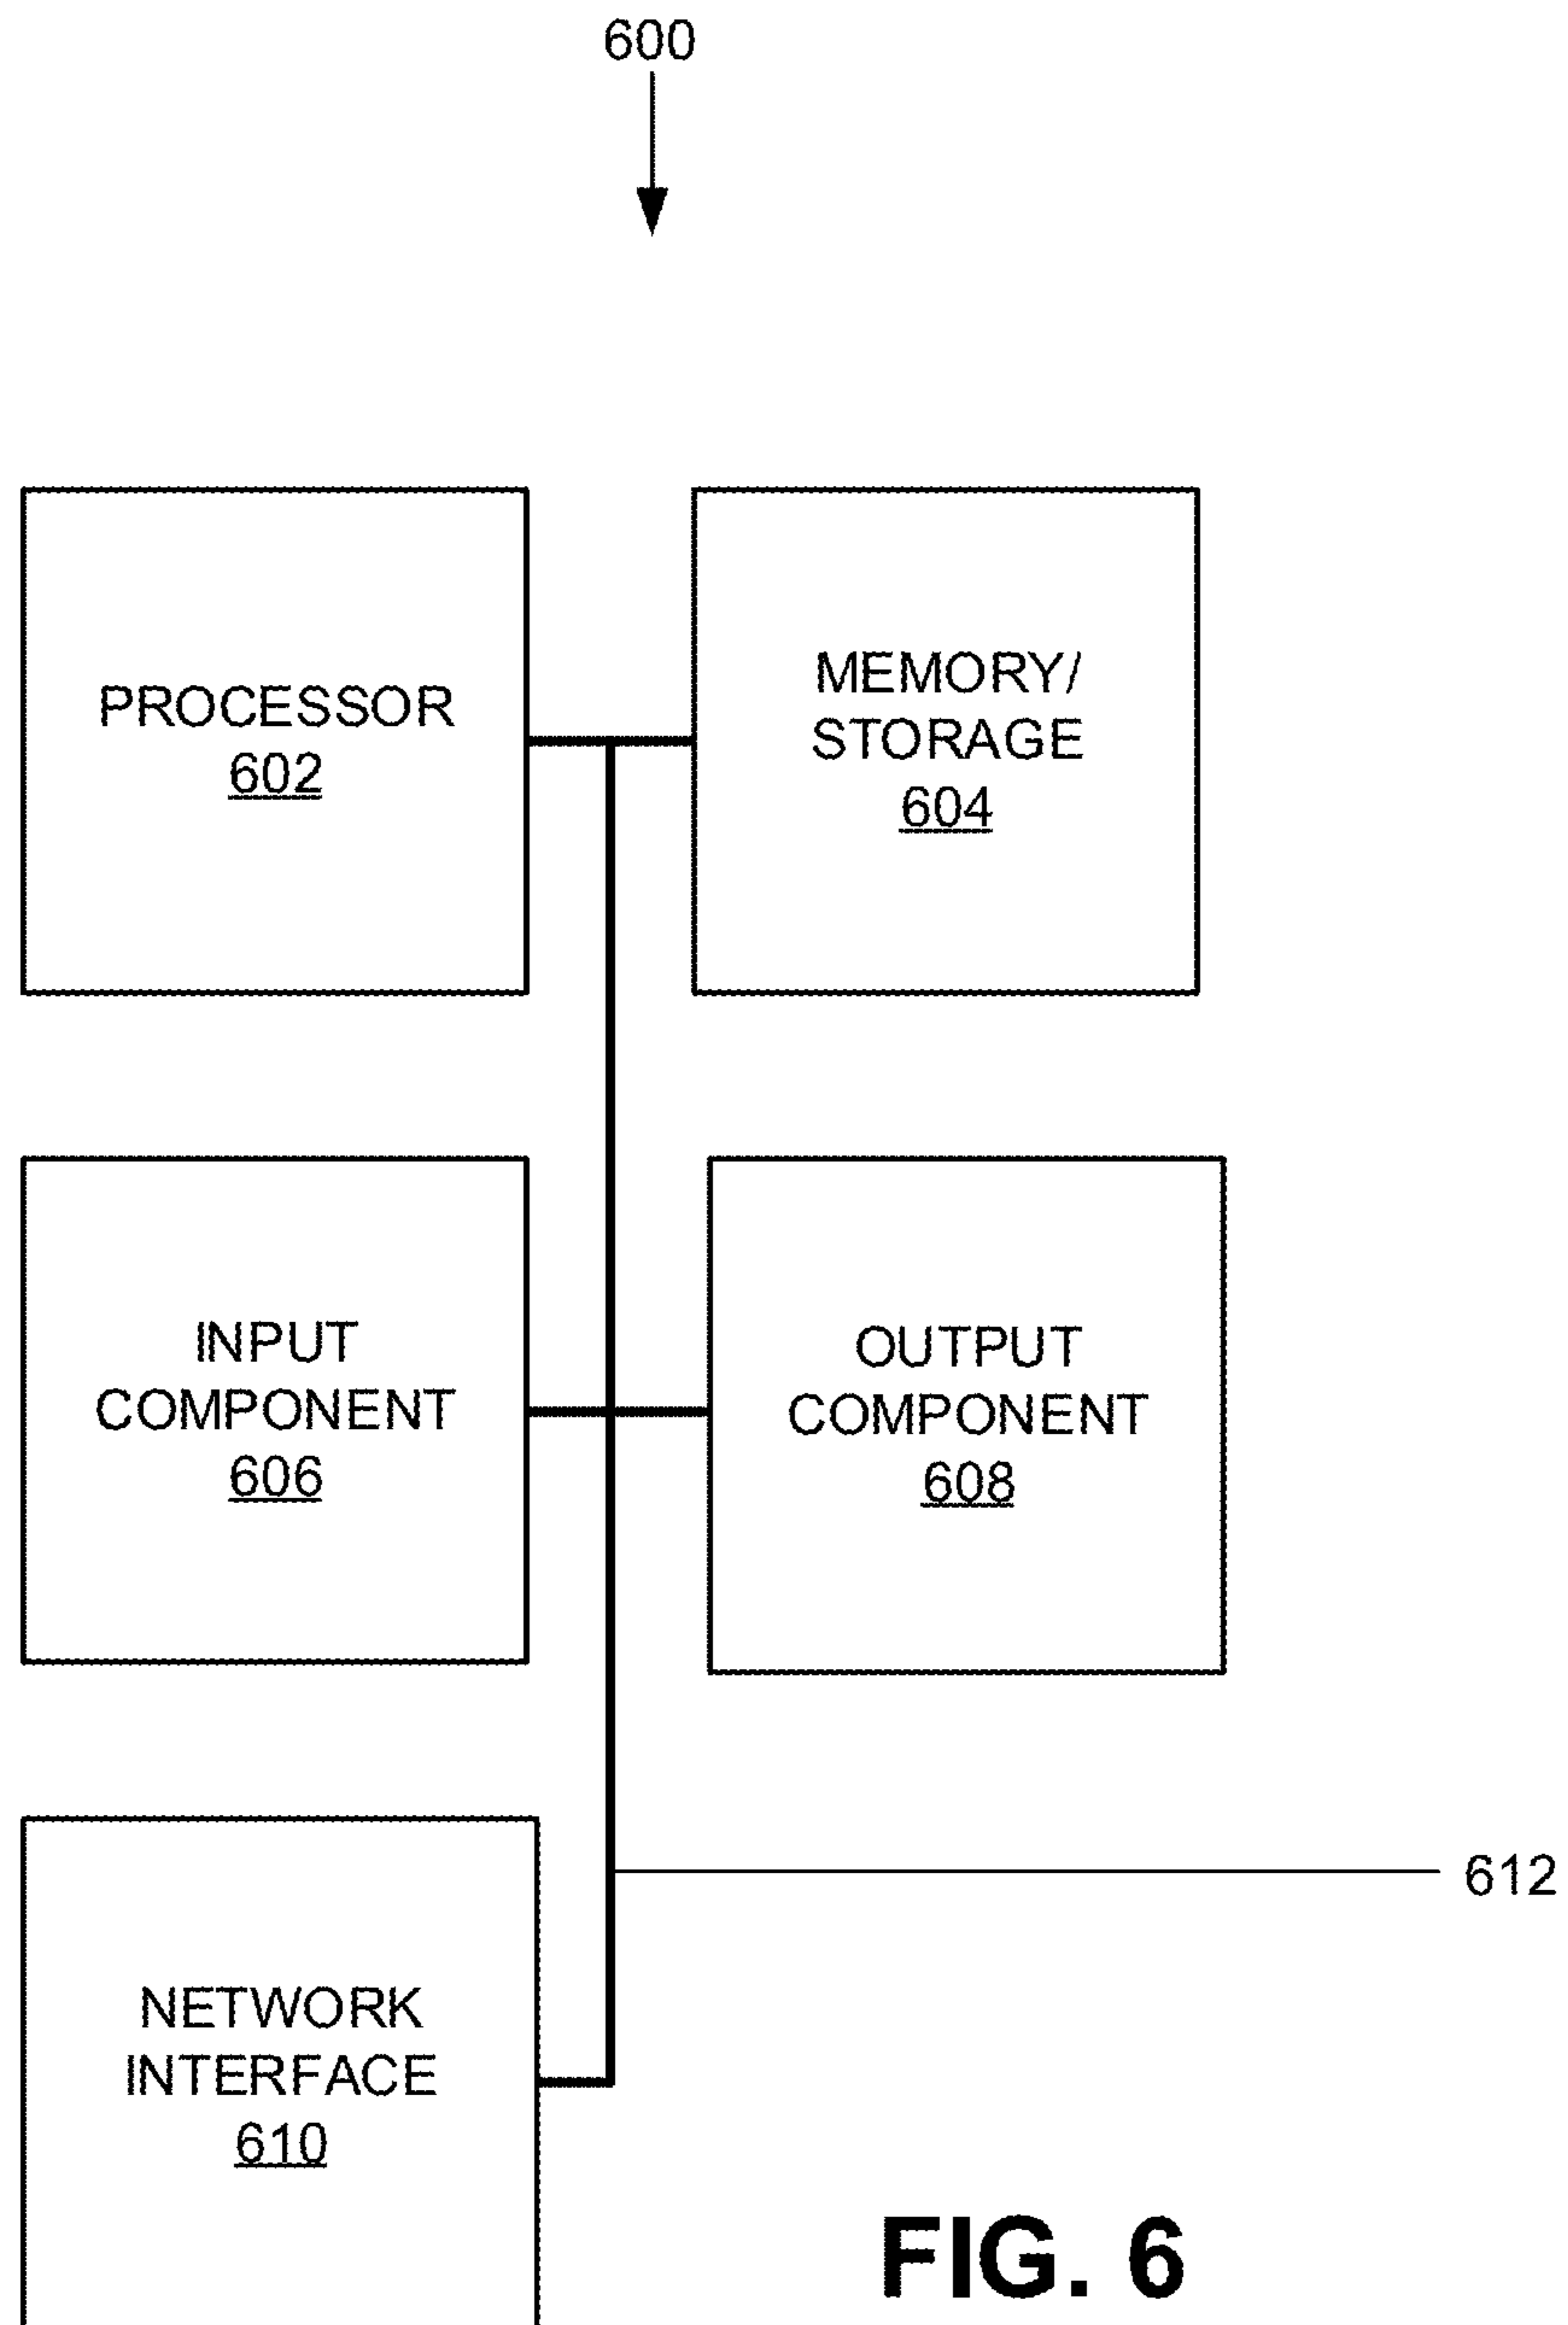 600
PROCESSOR
602
MEMORY/
STORAGE
604
INPUT
COMPONENT
606
OUTPUT
COMPONENT
608
612
NETWORK
INTERFACE
610
FIG. 6